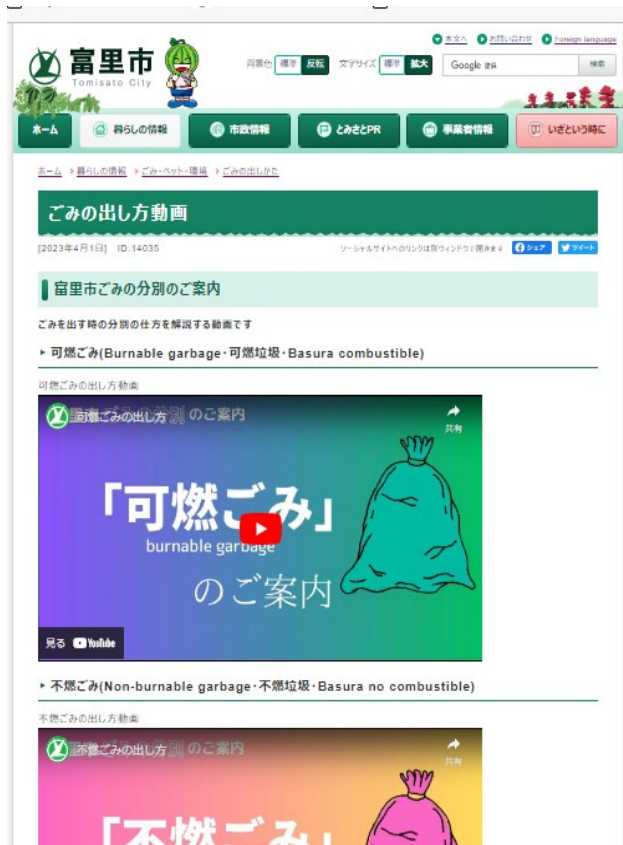 本文へ お問い合わせ Foreign language
富里市
Tomisato City
背景色 標準 反転 文字サイズ 標準 拡大 Google 提供 検索
ホーム 暮らしの情報 市政情報 とみさとPR 事業者情報 いざという時に
ホーム > 暮らしの情報 > ごみ・ペット・環境 > ごみの出しかた
ごみの出し方動画
[2023年4月1日] ID:14035 ソーシャルサイトへのリンクは別ウィンドウで開きます シェア ツイート
富里市ごみの分別のご案内
ごみを出す時の分別の仕方を解説する動画です
可燃ごみ(Burnable garbage・可燃垃圾・Basura combustible)
可燃ごみの出し方動画
可燃ごみの出し方 のご案内
共有
「可燃ごみ」
burnable garbage
のご案内
見る YouTube
不燃ごみ(Non-burnable garbage・不燃垃圾・Basura no combustible)
不燃ごみの出し方動画
不燃ごみの出し方 のご案内
共有
「不燃ごみ」